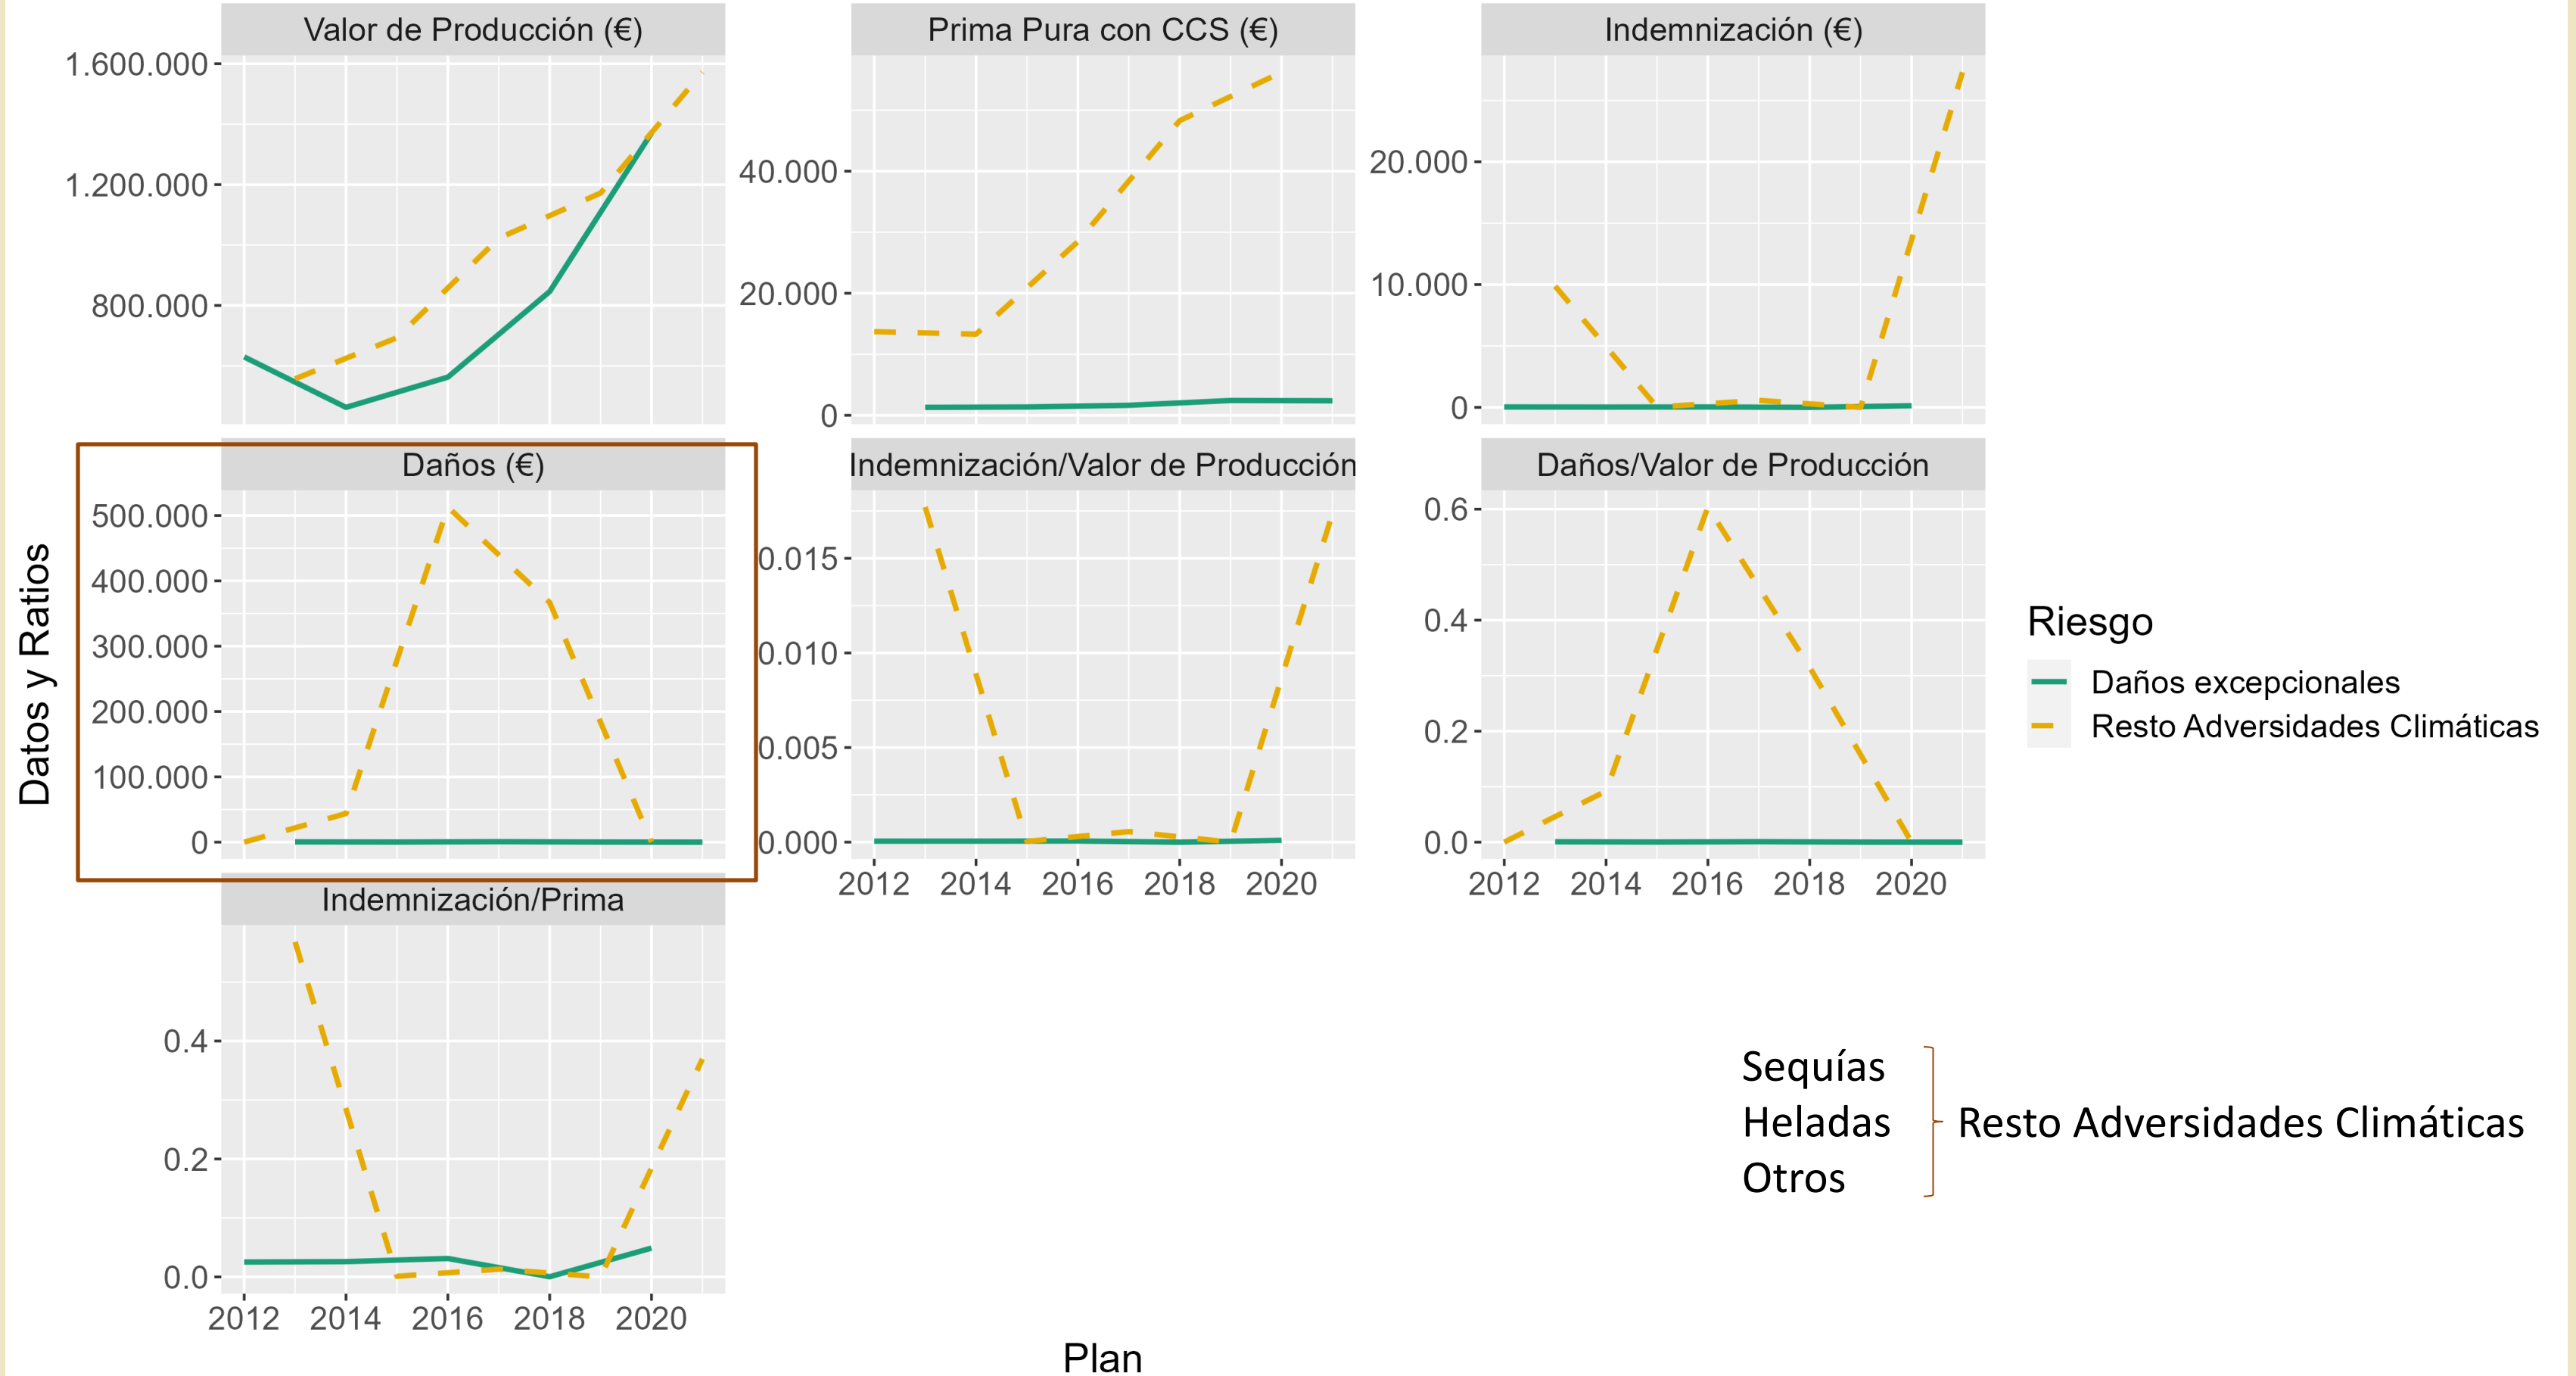 Valor de Producción (€)
1.600.000
1.200.000
800.000
Prima Pura con CCS (€)
40.000
20.000
0
Indemnización (€)
20.000
10.000
0
Datos y Ratios
Daños (€)
500.000
400.000
300.000
200.000
100.000
0
Indemnización/Valor de Producción
0.015
0.010
0.005
0.000
2012 2014 2016 2018 2020
Daños/Valor de Producción
0.6
0.4
0.2
0.0
2012 2014 2016 2018 2020
Riesgo
Daños excepcionales
Resto Adversidades Climáticas
Indemnización/Prima
0.4
0.2
0.0
2012 2014 2016 2018 2020
Sequías
Heladas
Otros
Resto Adversidades Climáticas
Plan